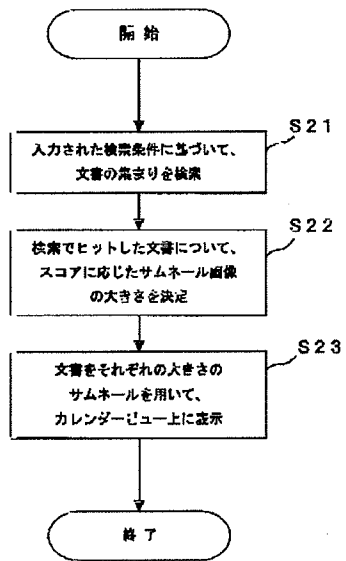 開始
S21
入力された検索条件に基づいて、
文書の集まりを検索
S22
検索でヒットした文書について、
スコアに応じたサムネール画像
の大きさを決定
S23
文書をそれぞれの大きさの
サムネールを用いて、
カレンダービュー上に表示
終了